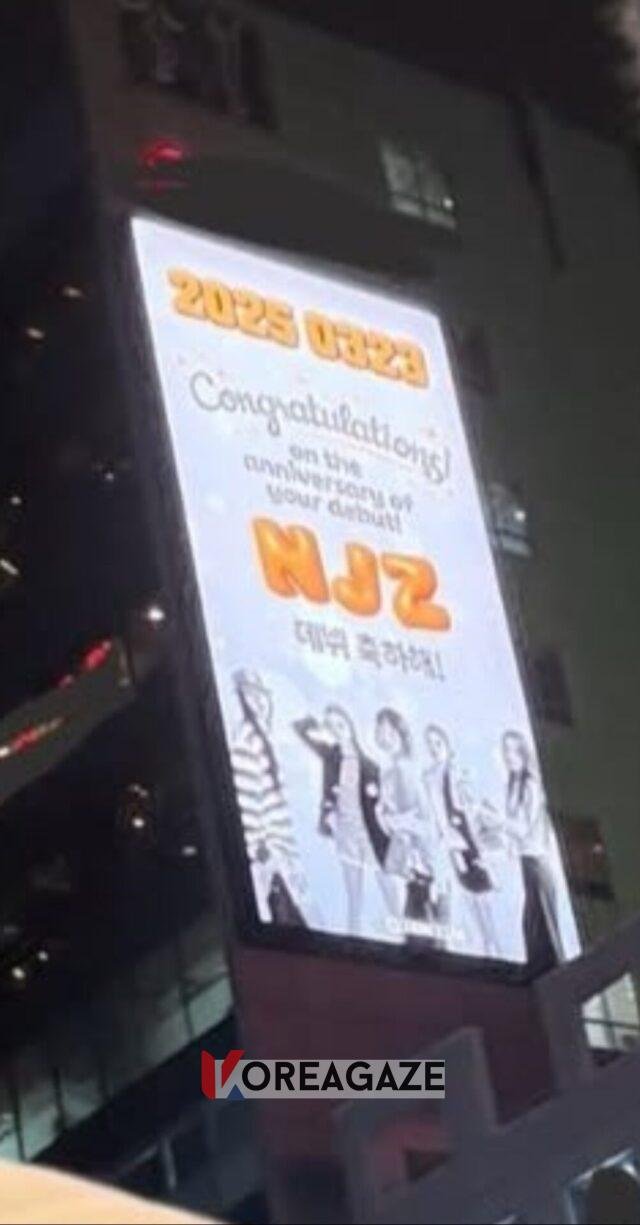 2025 0323
Congratulations!
on the
anniversary of
your debut!
NJZ
데뷔 축하해!
KOREAGAZE